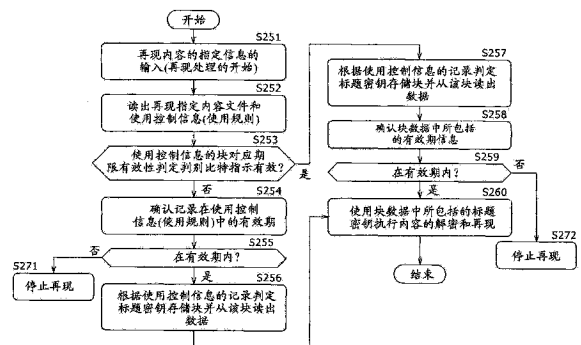 开始
S251
再现内容的指定信息的
输入(再现处理的开始)
S252
读出再现指定内容文件和
使用控制信息(使用规则)
S253
使用控制信息的块对应期
限有效性判定判别比特指示有效?
是
否
S254
确认记录在使用控制
信息(使用规则)中的有效期
S255
在有效期内?
否
S271
停止再现
是
S256
根据使用控制信息的记录判定
标题密钥存储块并从该块读出
数据
S257
根据使用控制信息的记录判定
标题密钥存储块并从该块读出
数据
S258
确认块数据中所包括
的有效期信息
S259
在有效期内?
否
是
S260
使用块数据中所包括的标题
密钥执行内容的解密和再现
S272
停止再现
结束